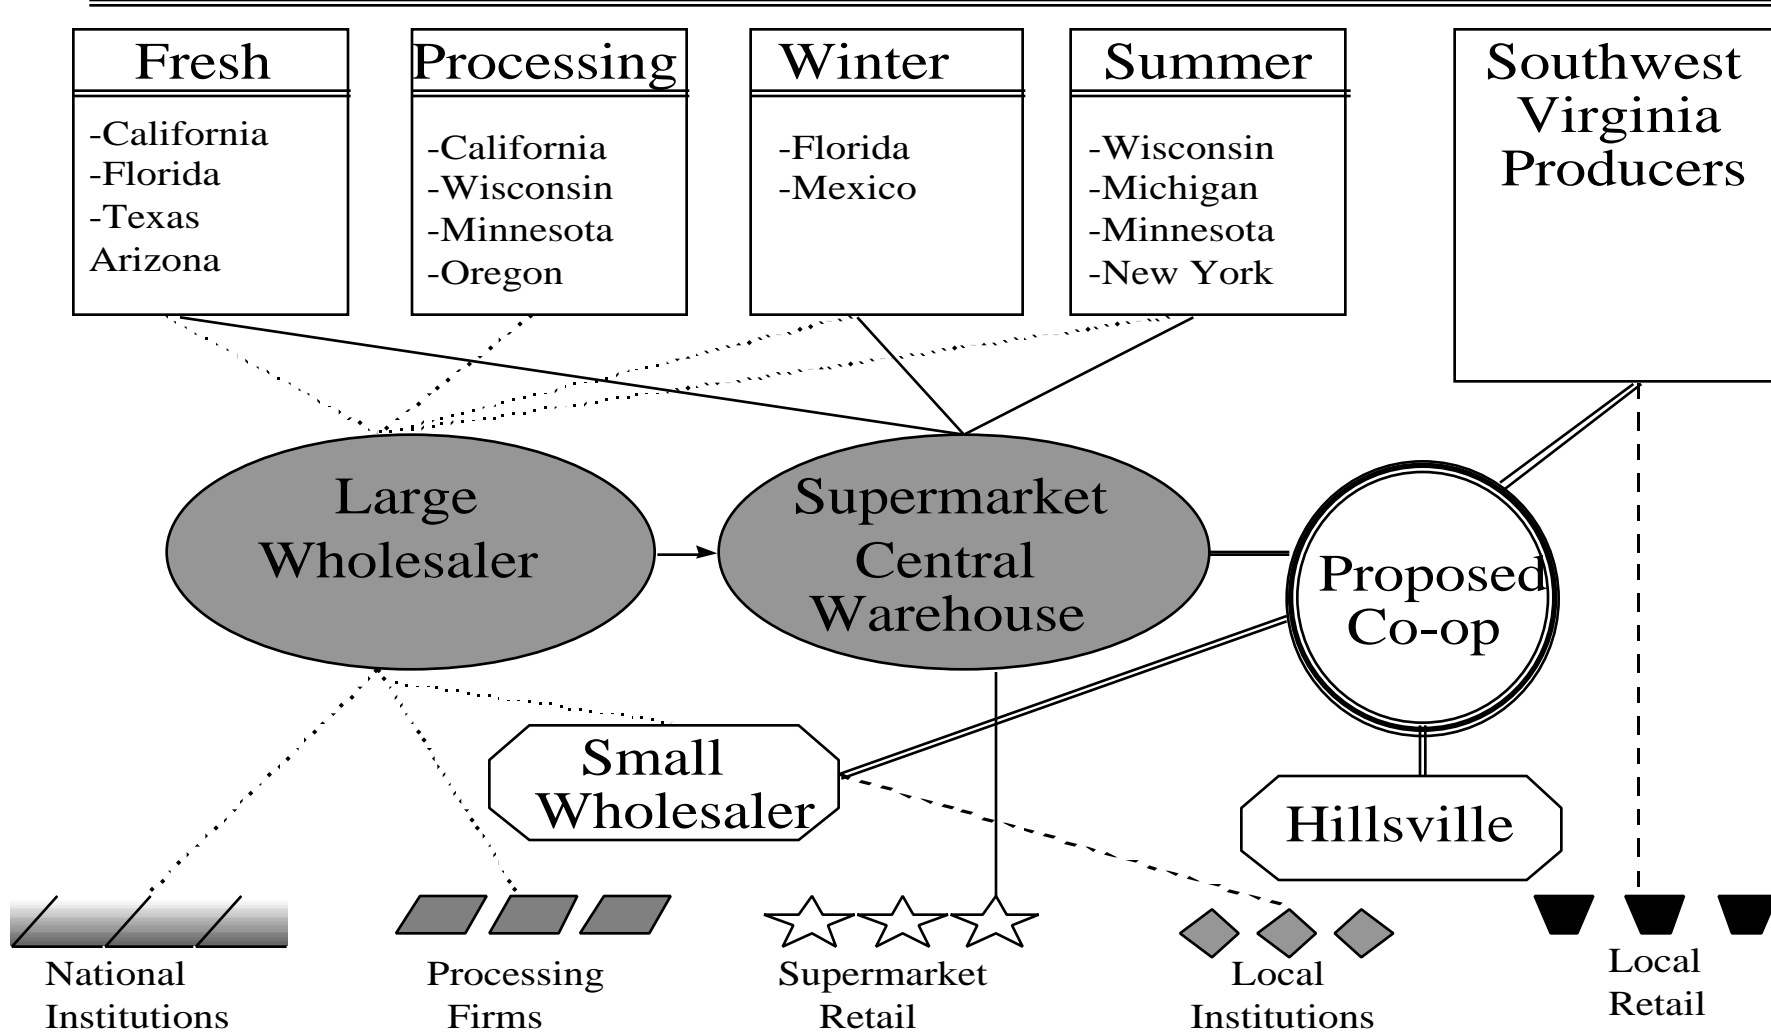 Fresh
-California
-Florida
-Texas
Arizona
Processing
-California
-Wisconsin
-Minnesota
-Oregon
Winter
-Florida
-Mexico
Summer
-Wisconsin
-Michigan
-Minnesota
-New York
Southwest
Virginia
Producers
Large
Wholesaler
Supermarket
Central
Warehouse
Proposed
Co-op
Small
Wholesaler
Hillsville
National
Institutions
Processing
Firms
Supermarket
Retail
Local
Institutions
Local
Retail